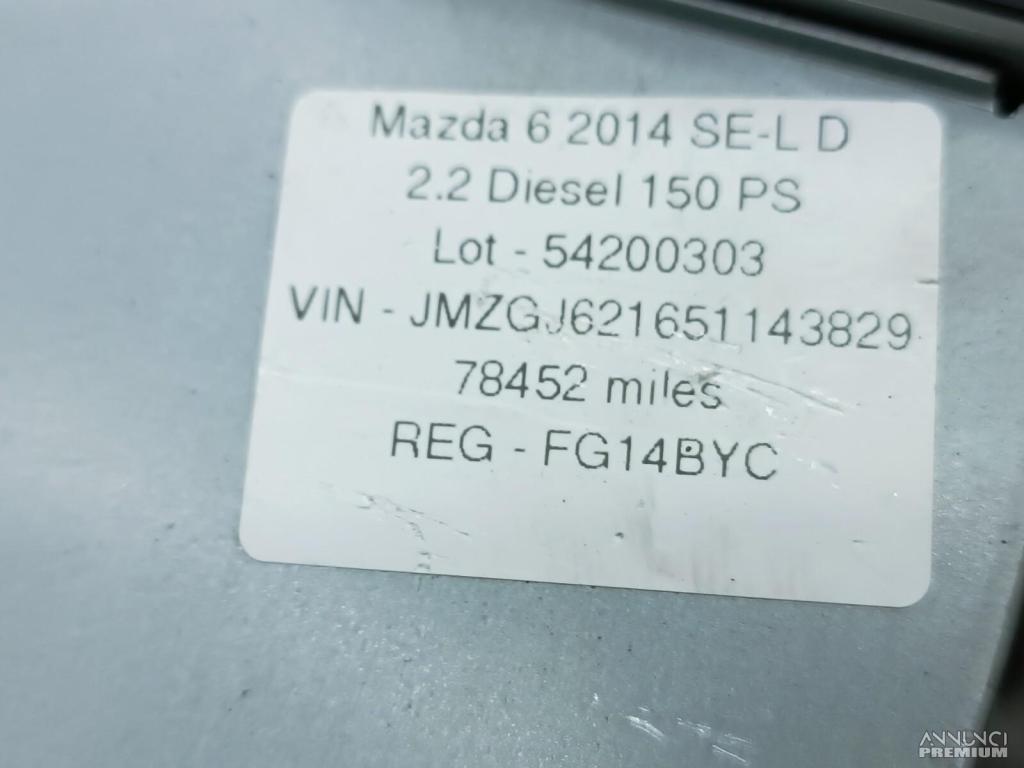 Mazda 6 2014 SE-L D
2.2 Diesel 150 PS
Lot - 54200303
VIN - JMZGJ621651143829
78452 miles
REG - FG14BYC
ANNUNCI
PREMIUM